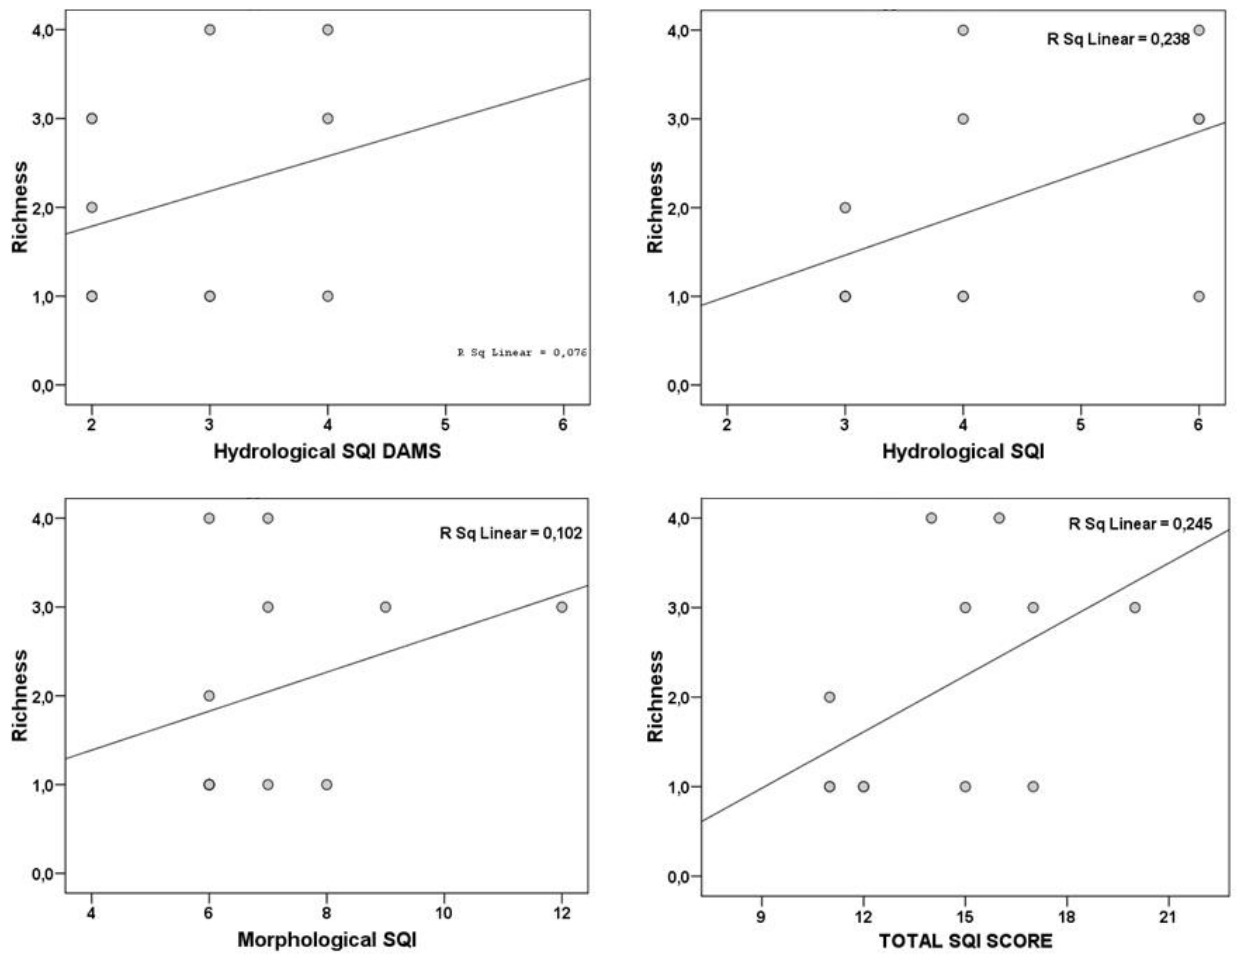 4,0
3,0
2,0
1,0
0,0
Richness
R Sq Linear = 0,076
2 3 4 5 6
Hydrological SQI DAMS
4,0
3,0
2,0
1,0
0,0
Richness
R Sq Linear = 0,238
2 3 4 5 6
Hydrological SQI
4,0
3,0
2,0
1,0
0,0
Richness
R Sq Linear = 0,102
4 6 8 10 12
Morphological SQI
4,0
3,0
2,0
1,0
0,0
Richness
R Sq Linear = 0,245
9 12 15 18 21
TOTAL SQI SCORE